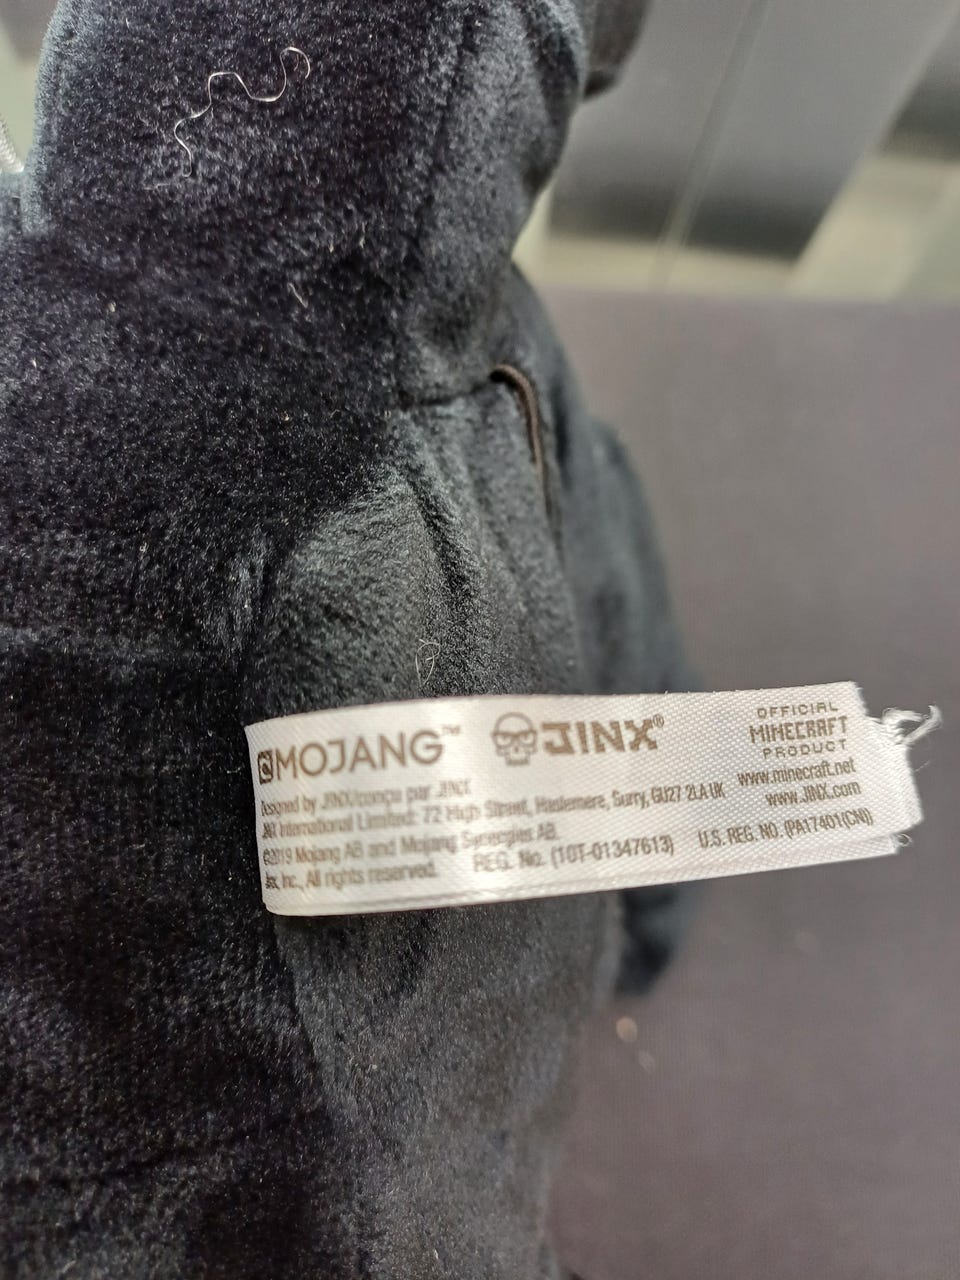 MOJANG™
JINX®
OFFICIAL
MINECRAFT
PRODUCT
www.minecraft.net
www.JINX.com
Designed by JINX/conçu par JINX
JINX International Limited: 72 High Street, Haslemere, Surry, GU27 2LA UK
©2019 Mojang AB and Mojang Synergies AB.
Jinx, Inc., All rights reserved.
REG. No. (10T-01347613)
U.S. REG. NO. (PA17401(CN))